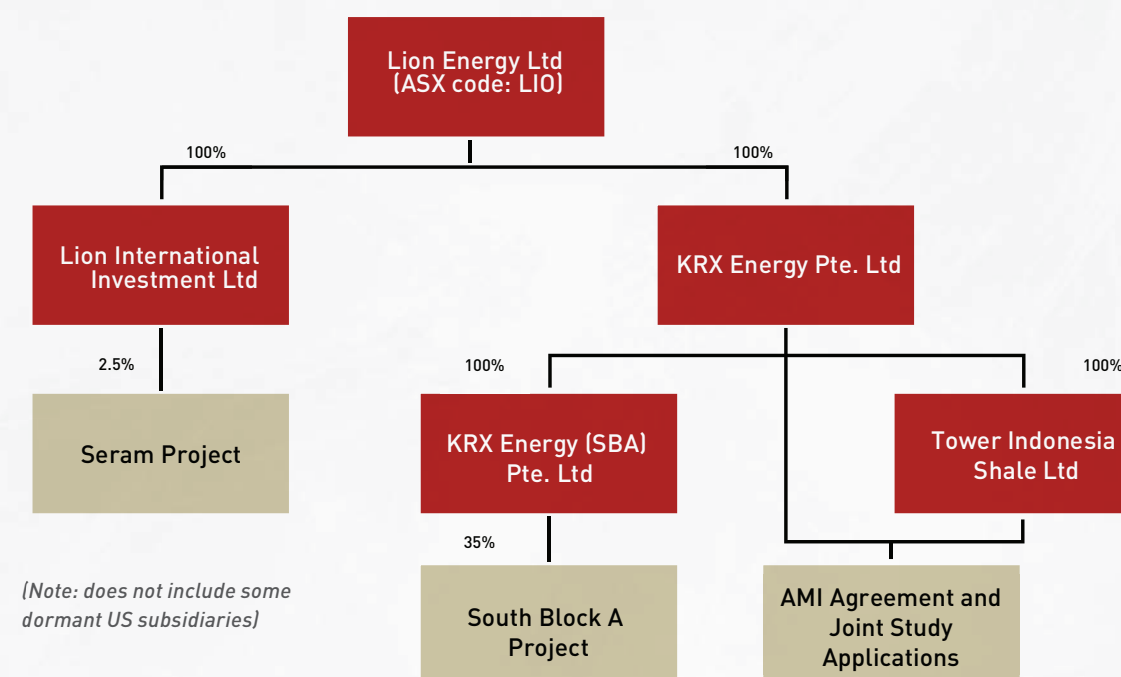 Lion Energy Ltd
(ASX code: LIO)
100%
100%
Lion International
Investment Ltd
KRX Energy Pte. Ltd
2.5%
100%
100%
Seram Project
KRX Energy (SBA)
Pte. Ltd
Tower Indonesia
Shale Ltd
35%
(Note: does not include some
dormant US subsidiaries)
South Block A
Project
AMI Agreement and
Joint Study
Applications